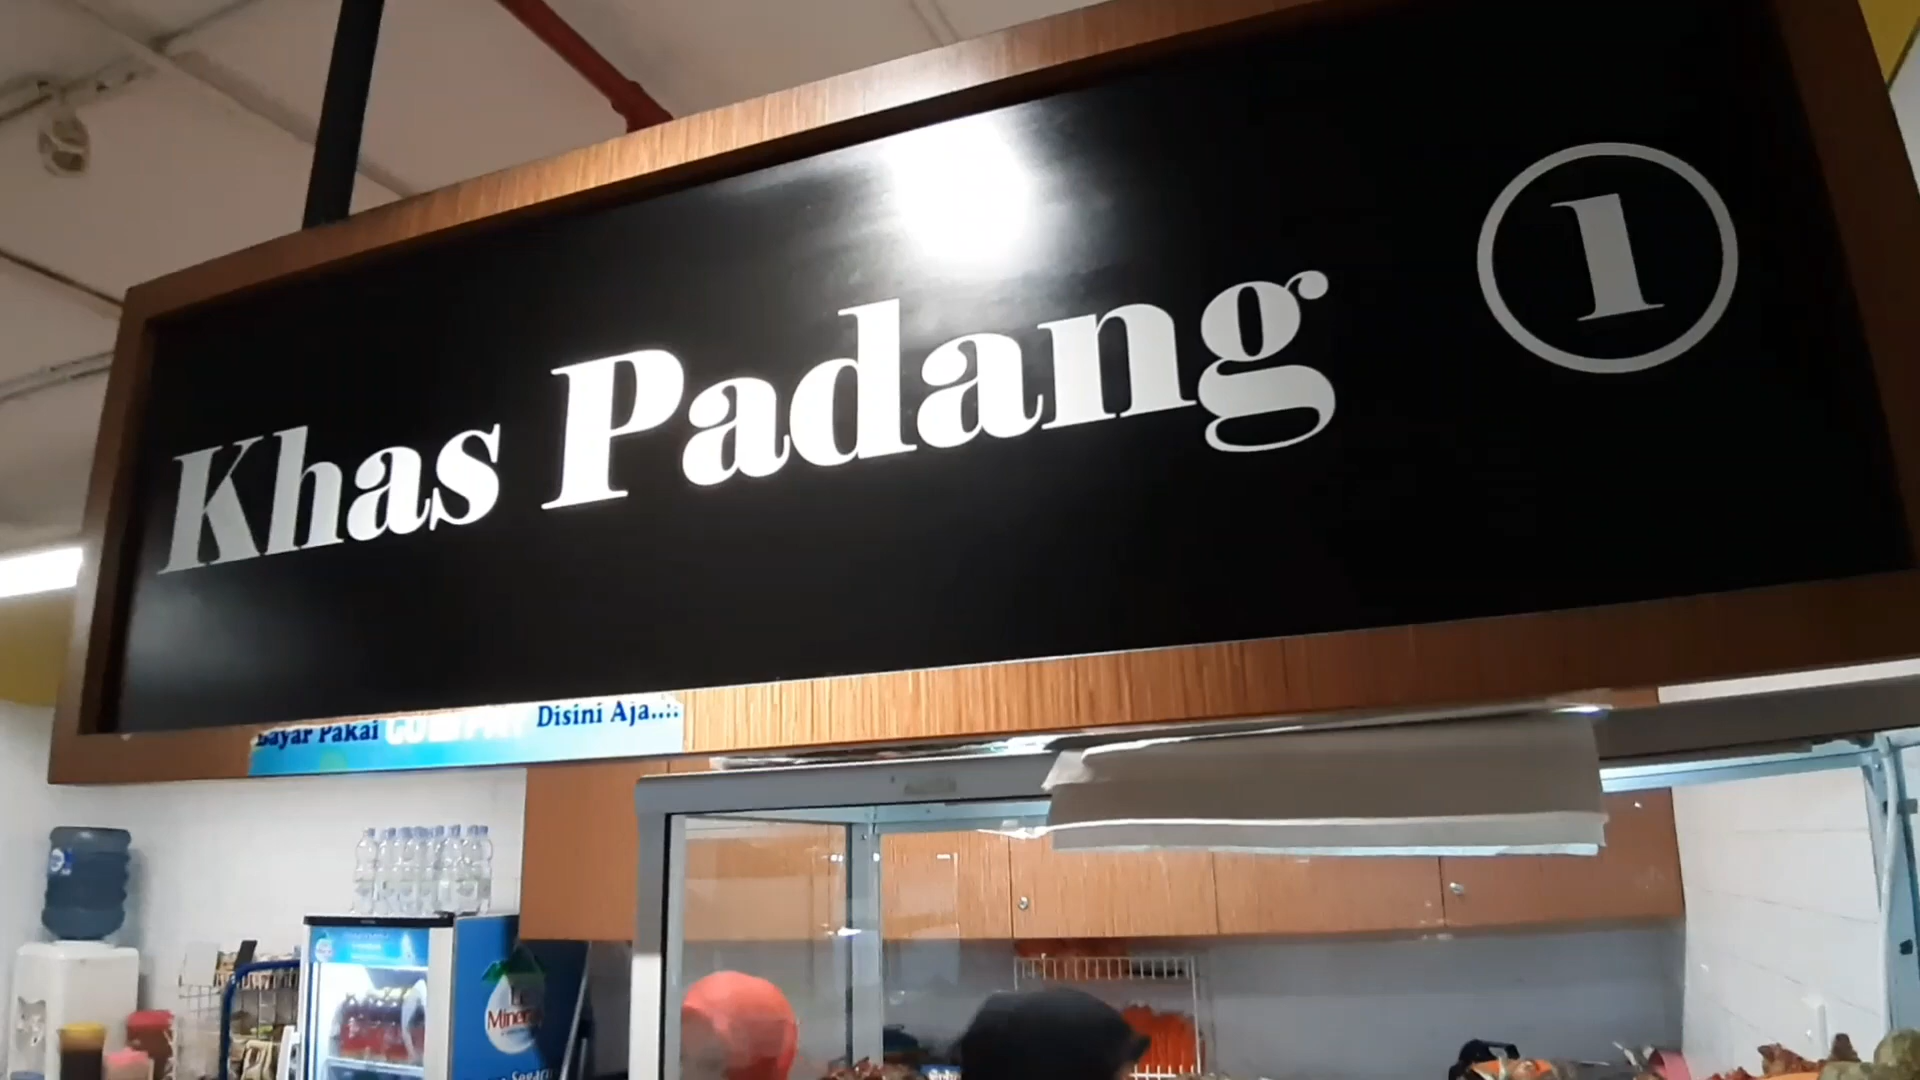 Khas Padang
1
Bayar Pakai
Disini Aja....